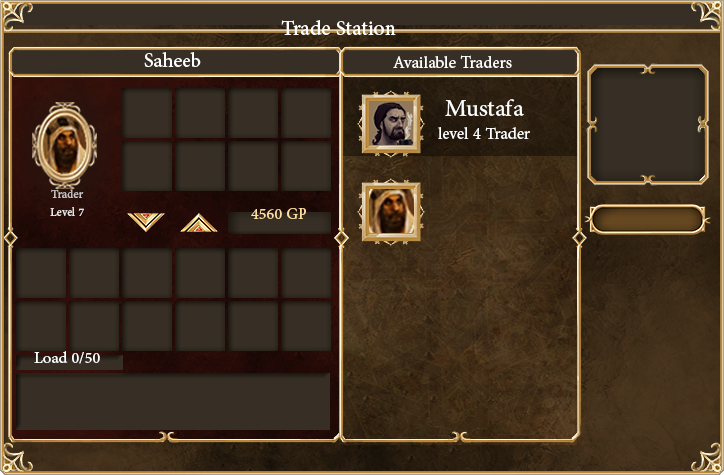 Trade Station
Saheeb
Available Traders
Trader
Level 7
4560 GP
Load 0/50
Mustafa
level 4 Trader